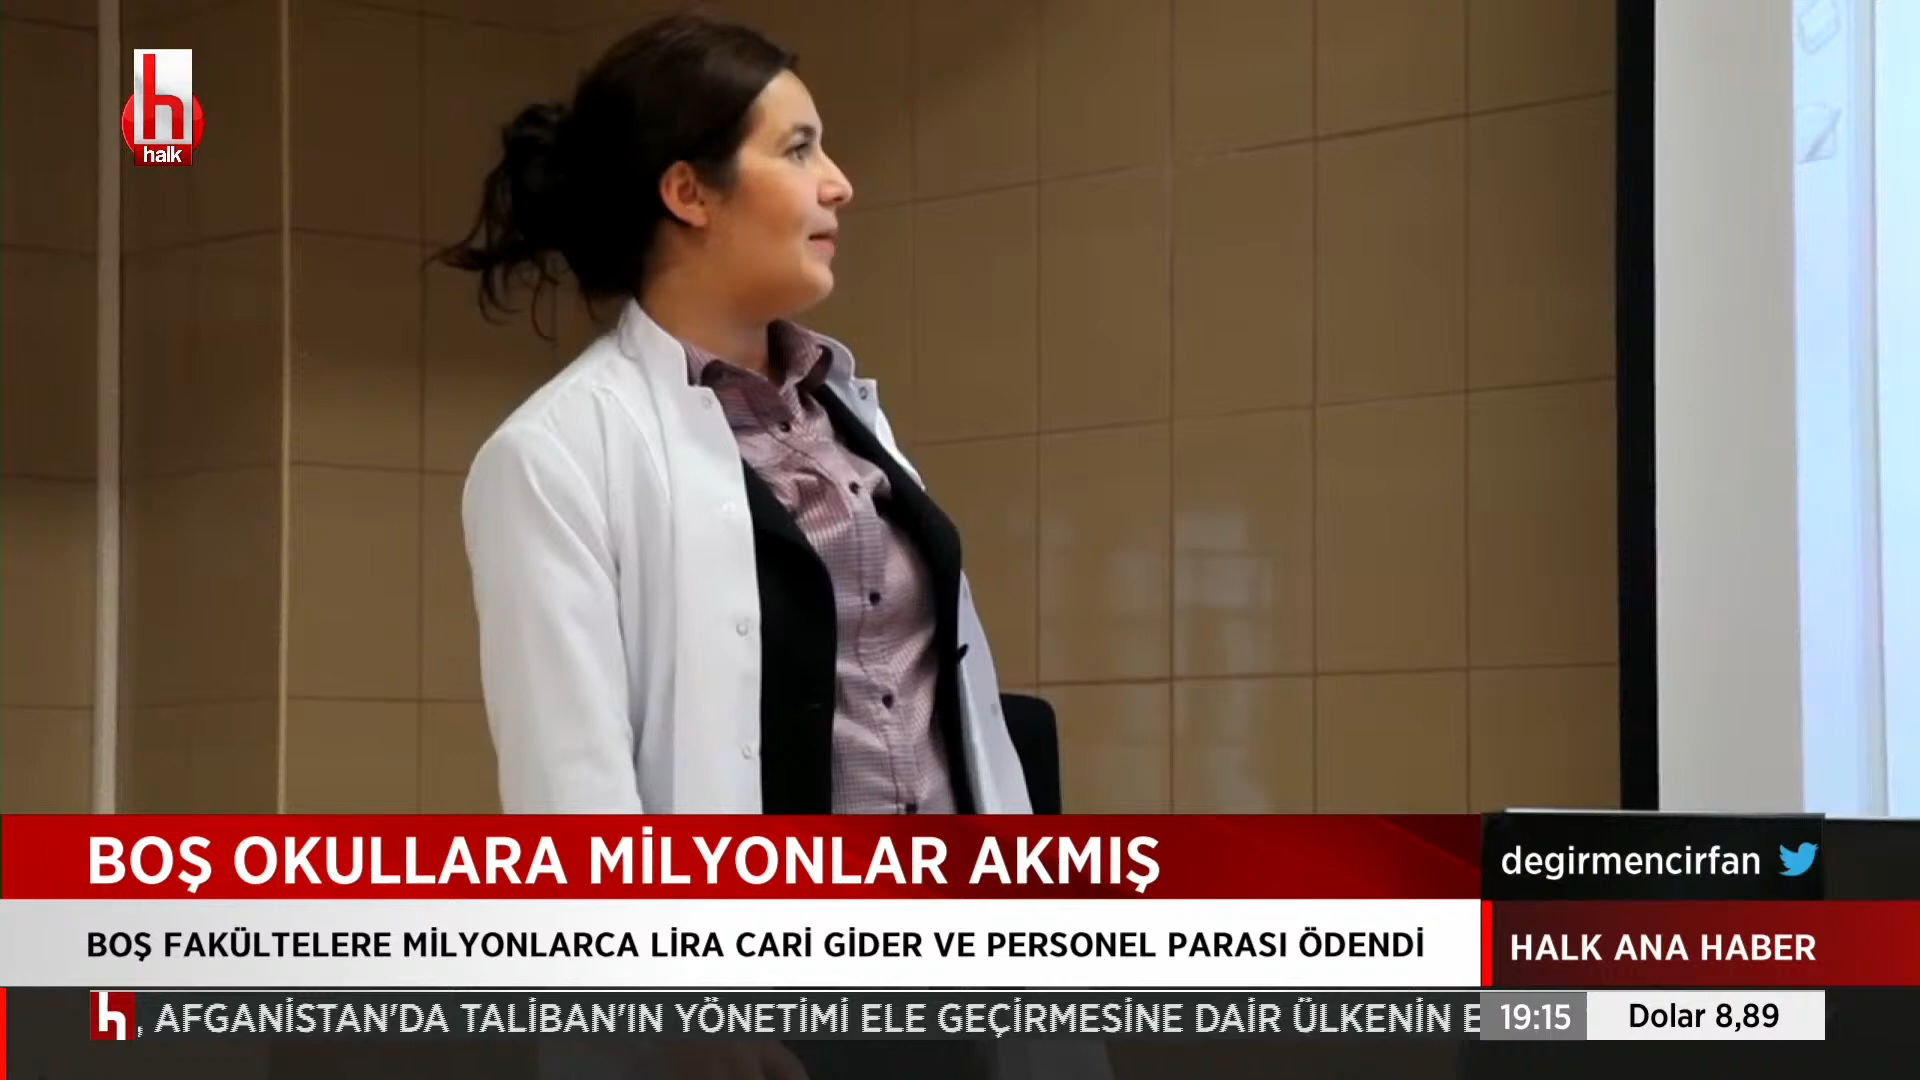 h
halk
BOŞ OKULLARA MİLYONLAR AKMIŞ
degirmencirfan
BOŞ FAKÜLTELERE MİLYONLARCA LİRA CARİ GİDER VE PERSONEL PARASI ÖDENDİ
HALK ANA HABER
h , AFGANİSTAN'DA TALİBAN'IN YÖNETİMİ ELE GEÇİRMESİNE DAİR ÜLKENİN E
19:15
Dolar 8,89